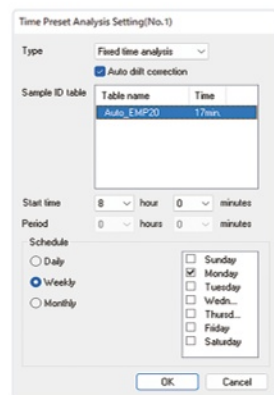 Time Preset Analysis Setting(No.1)
Type Fixed time analysis
Auto drift correction
Sample ID table Table name Time
Auto_EMP20 17min.
Start time 8 hour 0 minutes
Period 0 hours 0 minutes
Schedule
Daily
Weekly
Monthly
Sunday
Monday
Tuesday
Wedn...
Thursd...
Friday
Saturday
OK Cancel